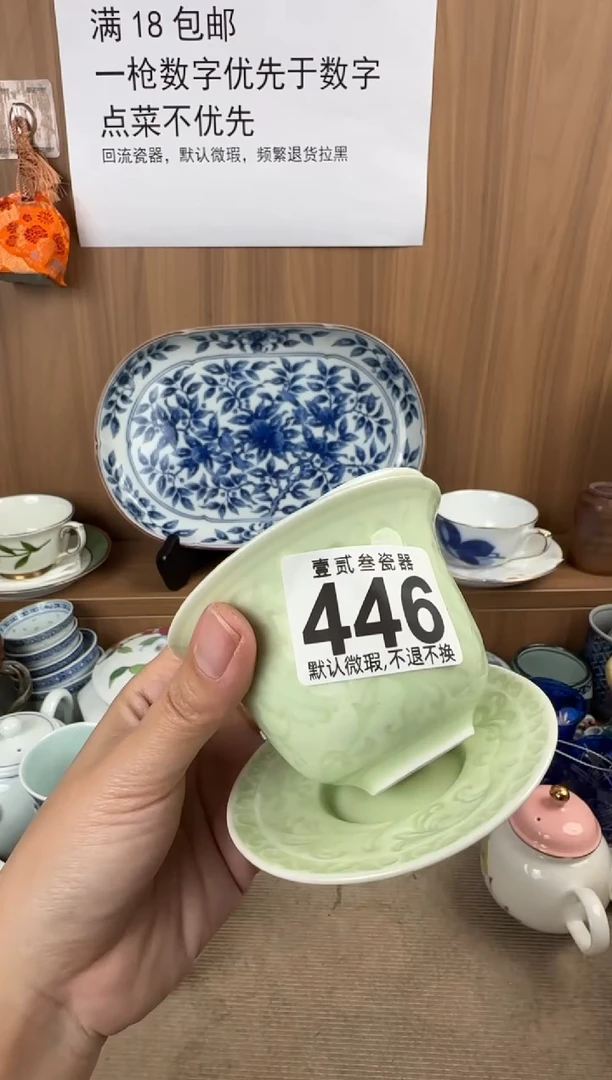 满 18 包邮
一枪数字优先于数字
点菜不优先
回流瓷器，默认微瑕，频繁退货拉黑
壹贰叁瓷器
446
默认微瑕,不退不换